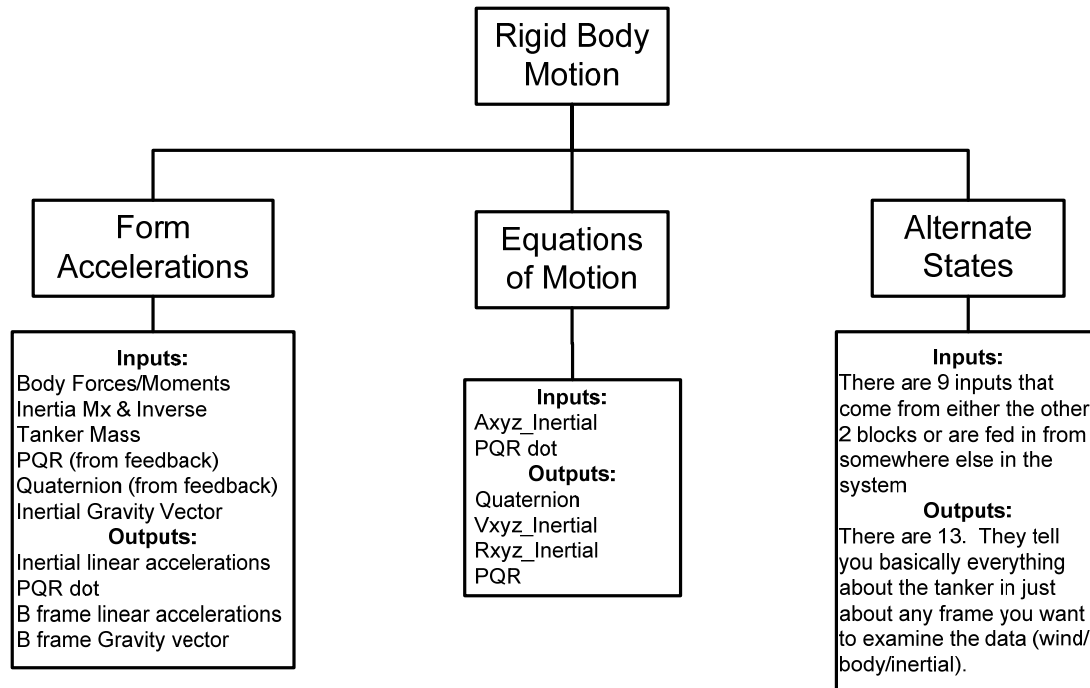 Rigid Body
Motion
Form
Accelerations
Equations
of Motion
Alternate
States
Inputs:
Body Forces/Moments
Inertia Mx & Inverse
Tanker Mass
PQR (from feedback)
Quaternion (from feedback)
Inertial Gravity Vector
Outputs:
Inertial linear accelerations
PQR dot
B frame linear accelerations
B frame Gravity vector
Inputs:
Axyz_Inertial
PQR dot
Outputs:
Quaternion
Vxyz_Inertial
Rxyz_Inertial
PQR
Inputs:
There are 9 inputs that
come from either the other
2 blocks or are fed in from
somewhere else in the
system
Outputs:
There are 13.  They tell
you basically everything
about the tanker in just
about any frame you want
to examine the data (wind/
body/inertial).